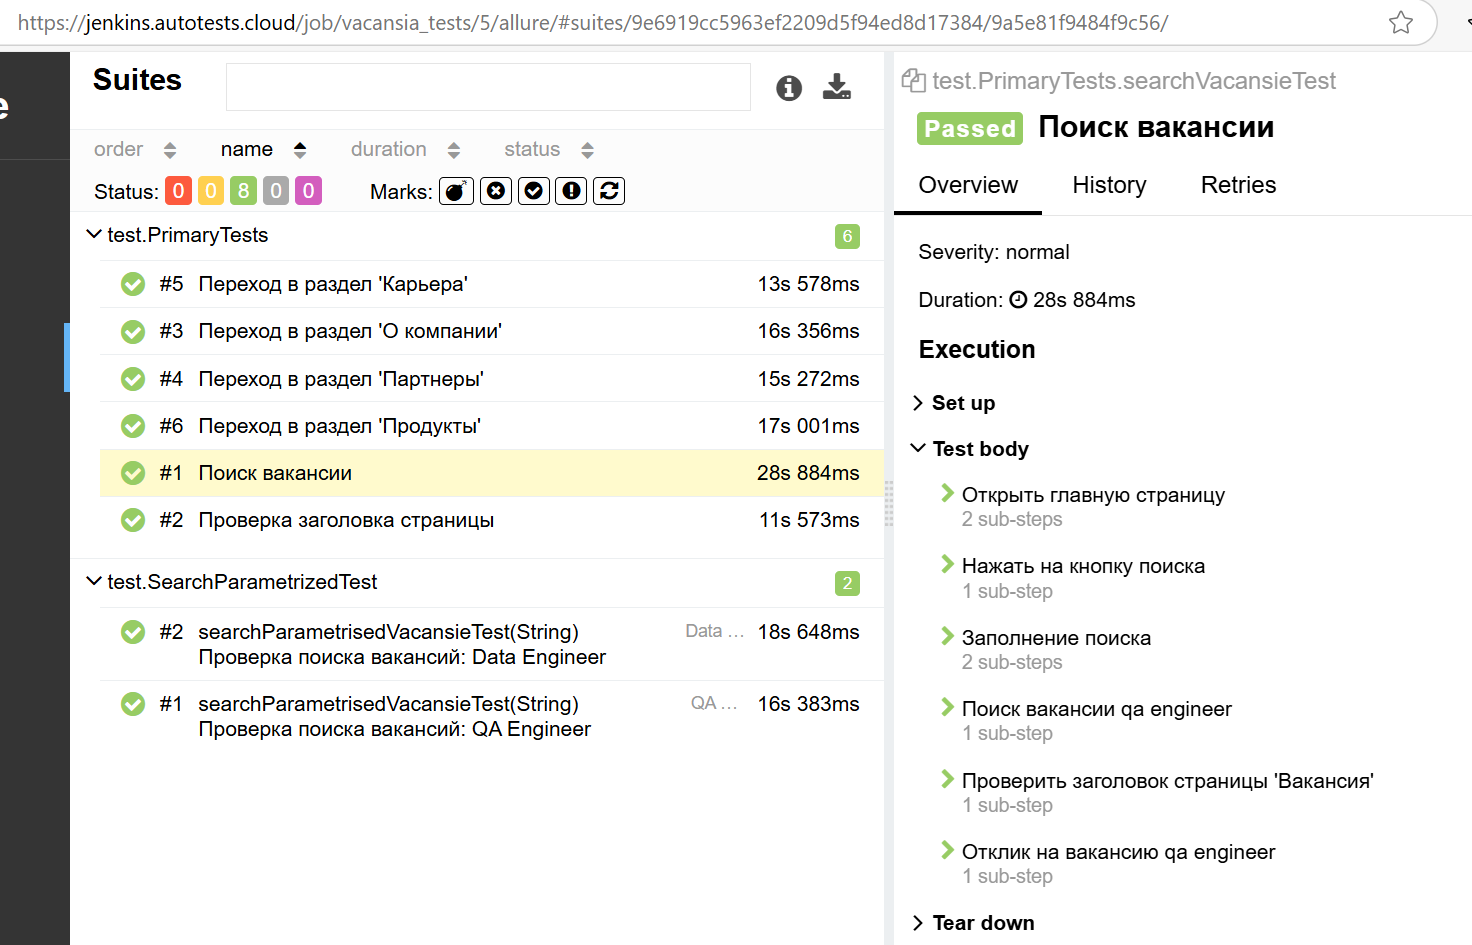 https://jenkins.autotests.cloud/job/vacansia_tests/5/allure/#suites/9e6919cc5963ef2209d5f94ed8d17384/9a5e81f9484f9c56/
e
Suites
order name duration status
Status: 0 0 8 0 0 Marks:
test.PrimaryTests 6
#5 Переход в раздел 'Карьера' 13s 578ms
#3 Переход в раздел 'О компании' 16s 356ms
#4 Переход в раздел 'Партнеры' 15s 272ms
#6 Переход в раздел 'Продукты' 17s 001ms
#1 Поиск вакансии 28s 884ms
#2 Проверка заголовка страницы 11s 573ms
test.SearchParametrizedTest 2
#2 searchParametrisedVacansieTest(String) Data ... 18s 648ms
Проверка поиска вакансий: Data Engineer
#1 searchParametrisedVacansieTest(String) QA ... 16s 383ms
Проверка поиска вакансий: QA Engineer
test.PrimaryTests.searchVacansieTest
Passed Поиск вакансии
Overview History Retries
Severity: normal
Duration: 28s 884ms
Execution
Set up
Test body
Открыть главную страницу
2 sub-steps
Нажать на кнопку поиска
1 sub-step
Заполнение поиска
2 sub-steps
Поиск вакансии qa engineer
1 sub-step
Проверить заголовок страницы 'Вакансия'
1 sub-step
Отклик на вакансию qa engineer
1 sub-step
Tear down